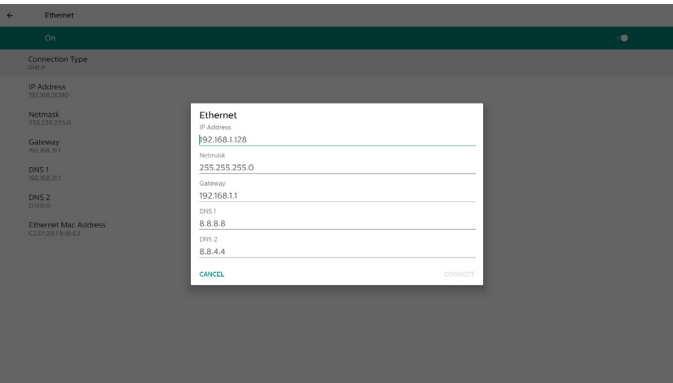 Ethernet
On
Connection Type
DHCP
IP Address
192.168.31.190
Netmask
255.255.255.0
Gateway
192.168.31.1
DNS 1
192.168.31.1
DNS 2
0.0.0.0
Ethernet Mac Address
Ethernet
IP Address
192.168.1.128
Netmask
255.255.255.0
Gateway
192.168.1.1
DNS 1
8.8.8.8
DNS 2
8.8.4.4
CANCEL
CONNECT